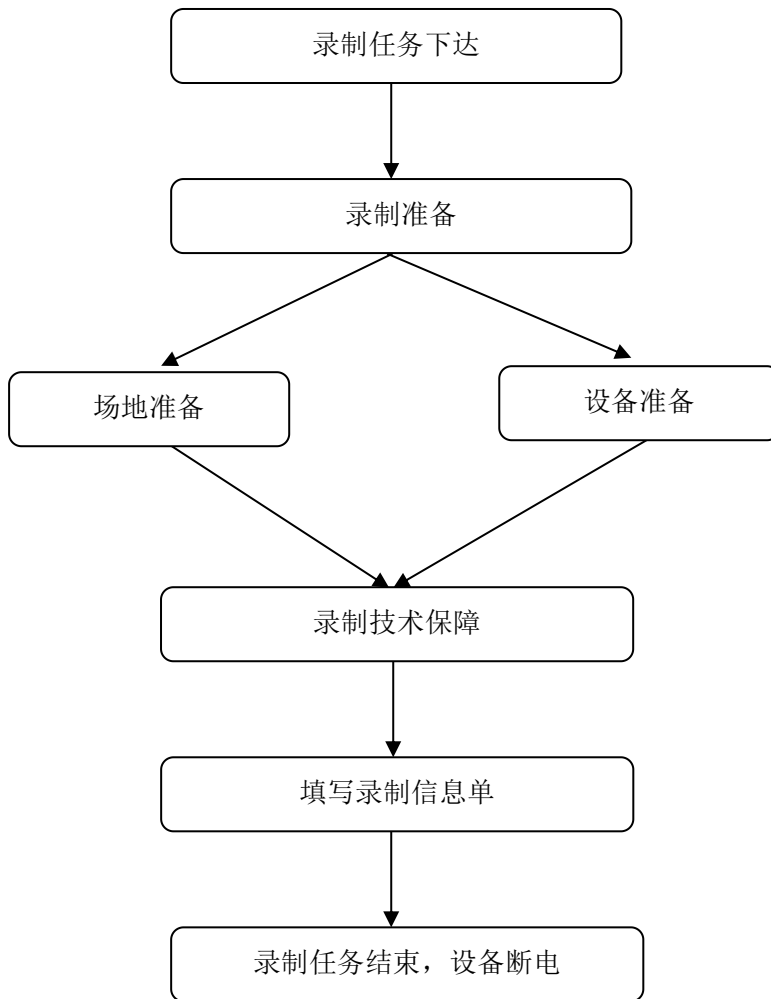 录制任务下达
录制准备
场地准备
设备准备
录制技术保障
填写录制信息单
录制任务结束，设备断电